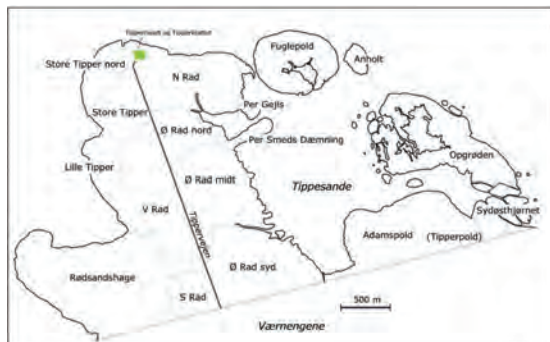 Fuglepold
Anholt
Store Tipper nord
N Rad
Per Gejls
Store Tipper
Ø Rad nord
Per Smeds Dæmning
Opgrøden
Lille Tipper
Ø Rad midt
Tippesande
Sydøsthjørnet
V Rad
Tippervejen
Adamspold
(Tipperpold)
Rødsandshage
Ø Rad syd
S Rad
500 m
Værnengene